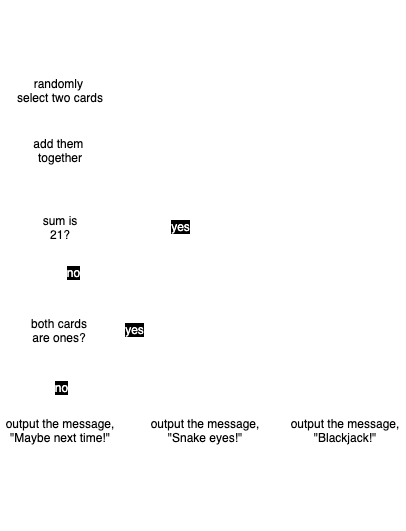 randomly
select two cards
add them
together
sum is
21?
yes
no
both cards
are ones?
yes
no
output the message,
"Maybe next time!"
output the message,
"Snake eyes!"
output the message,
"Blackjack!"